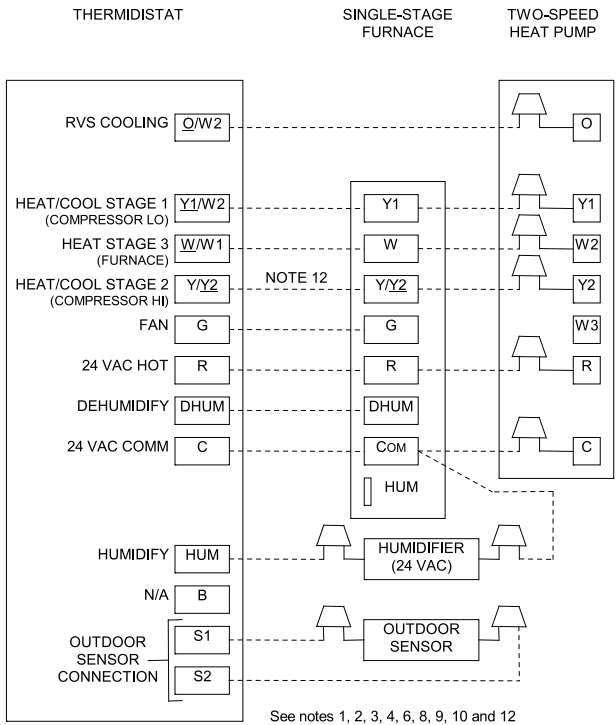 THERMIDISTAT SINGLE-STAGE TWO-SPEED
FURNACE HEAT PUMP
RVS COOLING O/W2 O
HEAT/COOL STAGE 1 Y1/W2 Y1 Y1
(COMPRESSOR LO)
HEAT STAGE 3 W/W1 W W2
(FURNACE)
HEAT/COOL STAGE 2 Y/Y2 NOTE 12 Y/Y2 Y2
(COMPRESSOR HI)
FAN G G W3
24 VAC HOT R R R
DEHUMIDIFY DHUM DHUM
24 VAC COMM C COM C
HUM
HUMIDIFY HUM HUMIDIFIER
(24 VAC)
N/A B
S1 OUTDOOR
SENSOR
OUTDOOR
SENSOR
CONNECTION S2
See notes 1, 2, 3, 4, 6, 8, 9, 10 and 12